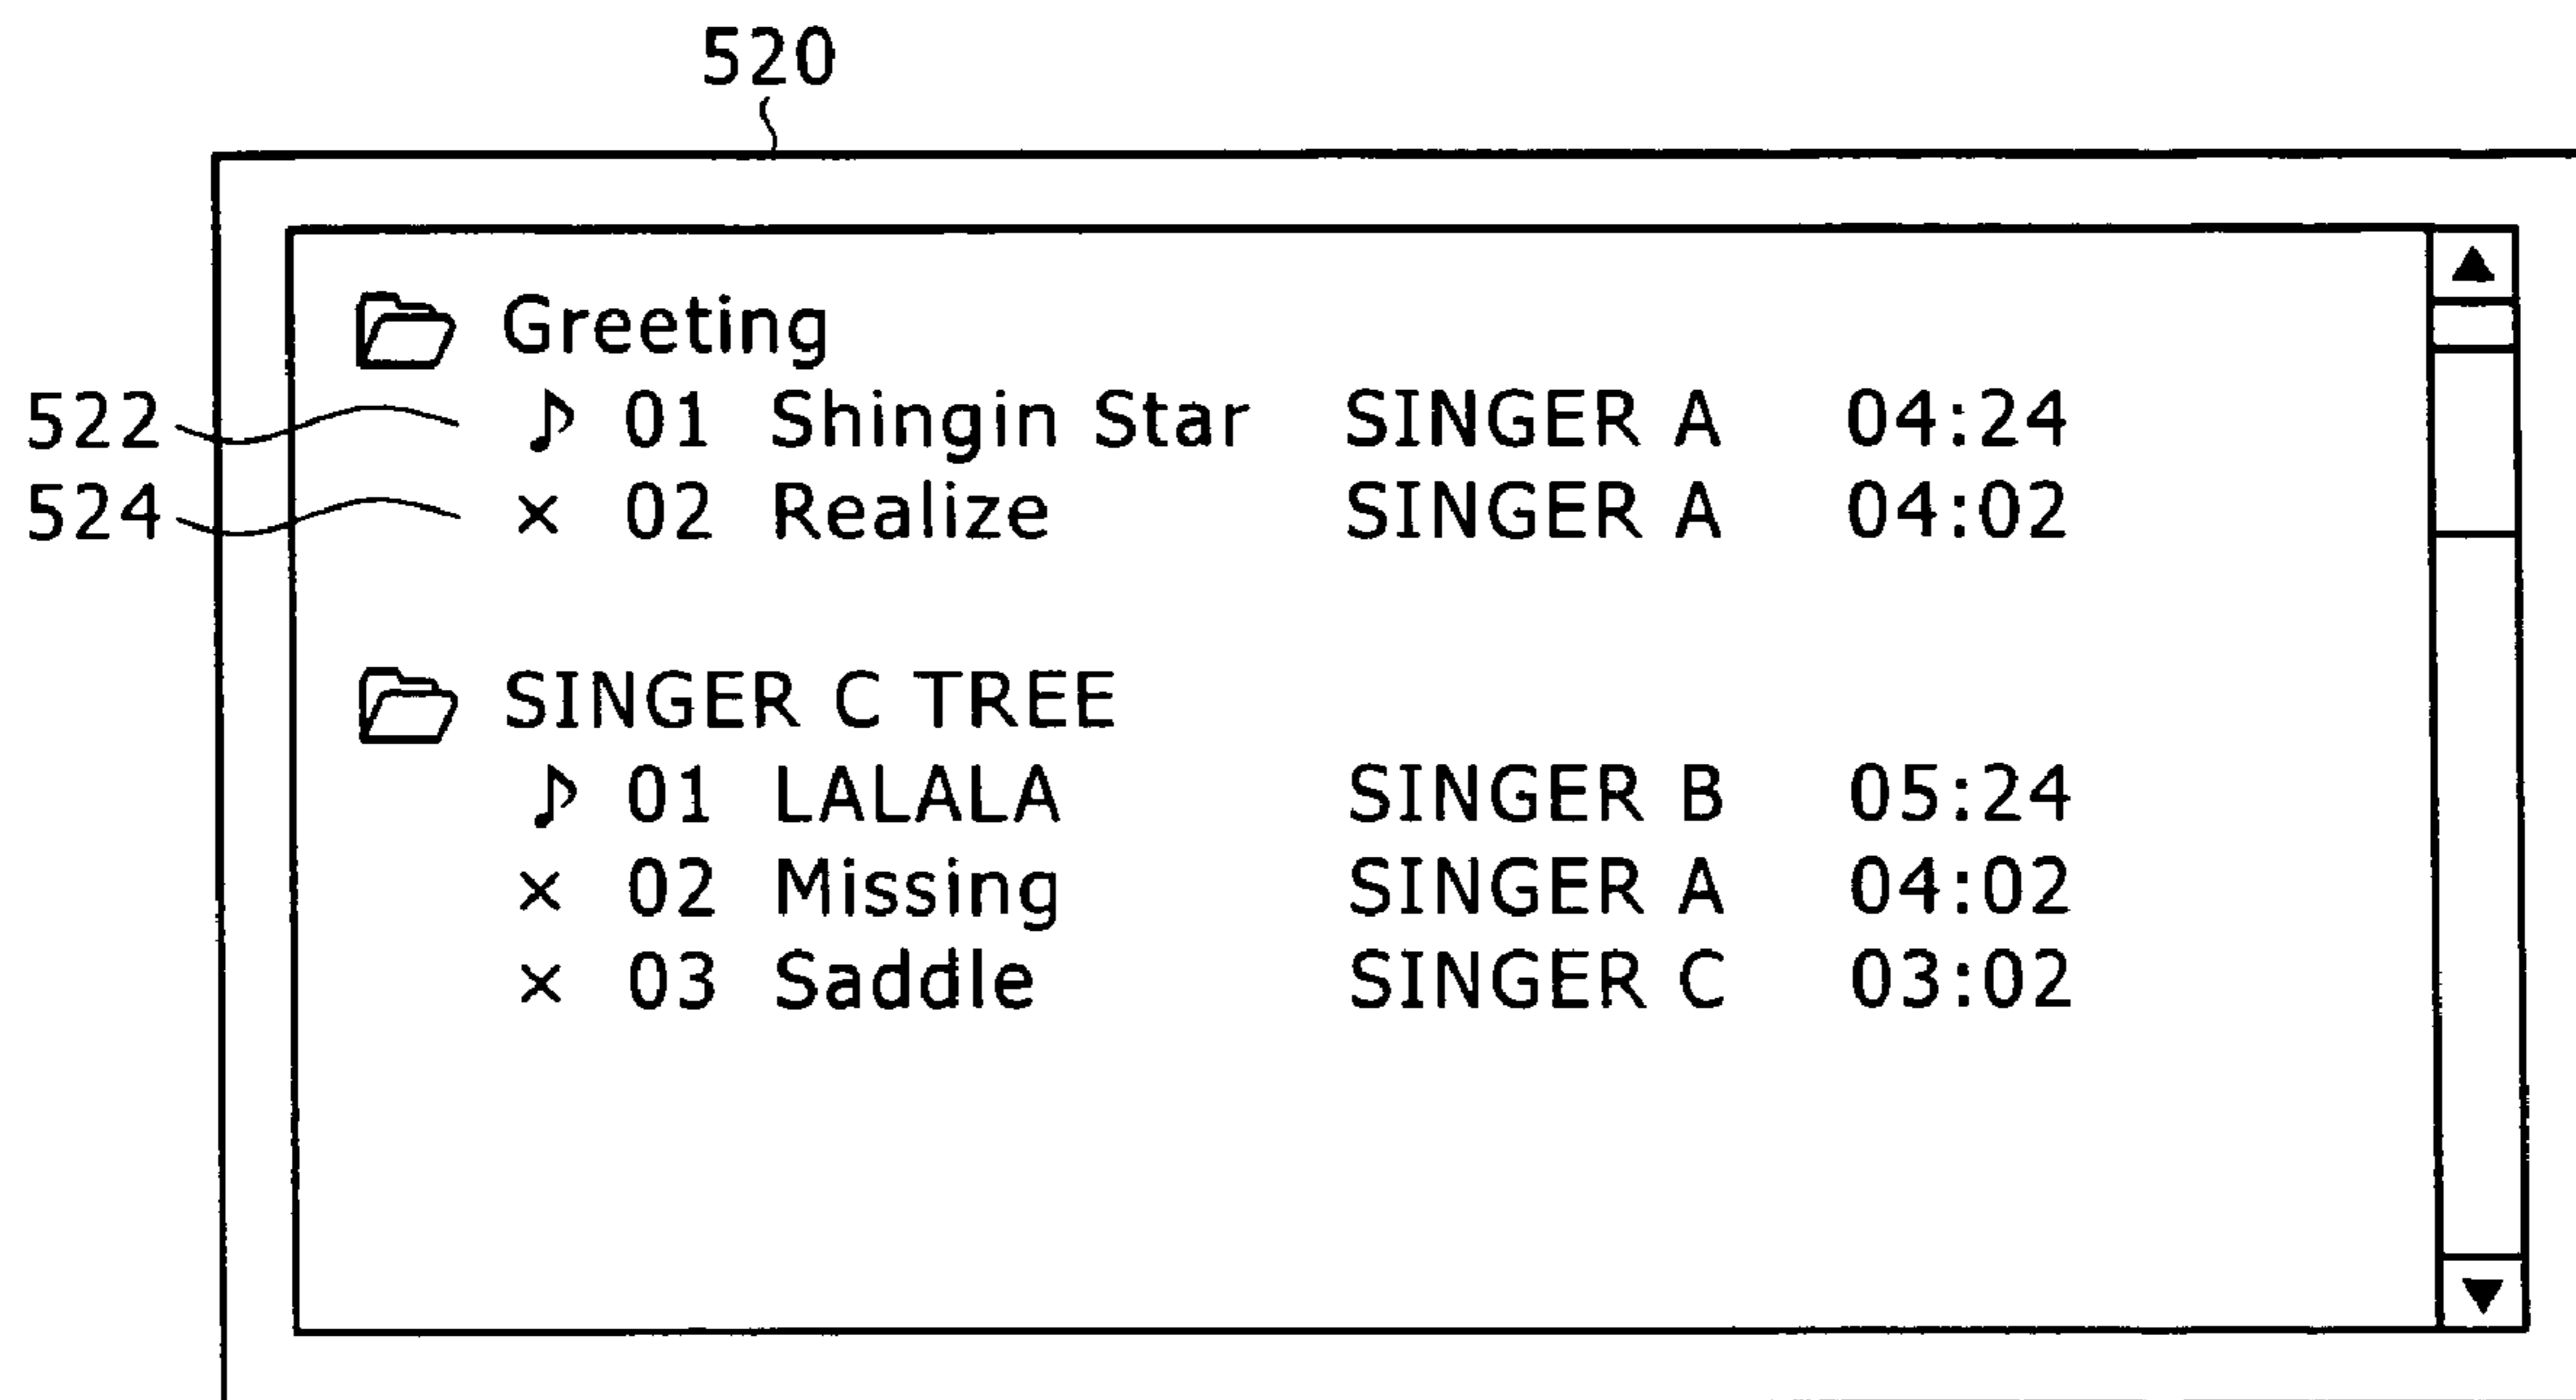 520
Greeting
522 ♪ 01 Shingin Star SINGER A 04:24
524 × 02 Realize SINGER A 04:02
SINGER C TREE
♪ 01 LALALA SINGER B 05:24
× 02 Missing SINGER A 04:02
× 03 Saddle SINGER C 03:02